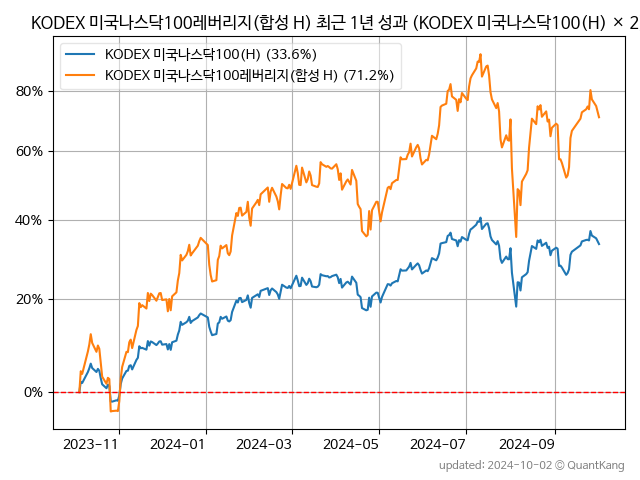 KODEX 미국나스닥100레버리지(합성 H) 최근 1년 성과 (KODEX 미국나스닥100(H) × 2
KODEX 미국나스닥100(H) (33.6%)
KODEX 미국나스닥100레버리지(합성 H) (71.2%)
80%
60%
40%
20%
0%
2023-11 2024-01 2024-03 2024-05 2024-07 2024-09
updated: 2024-10-02 © QuantKang